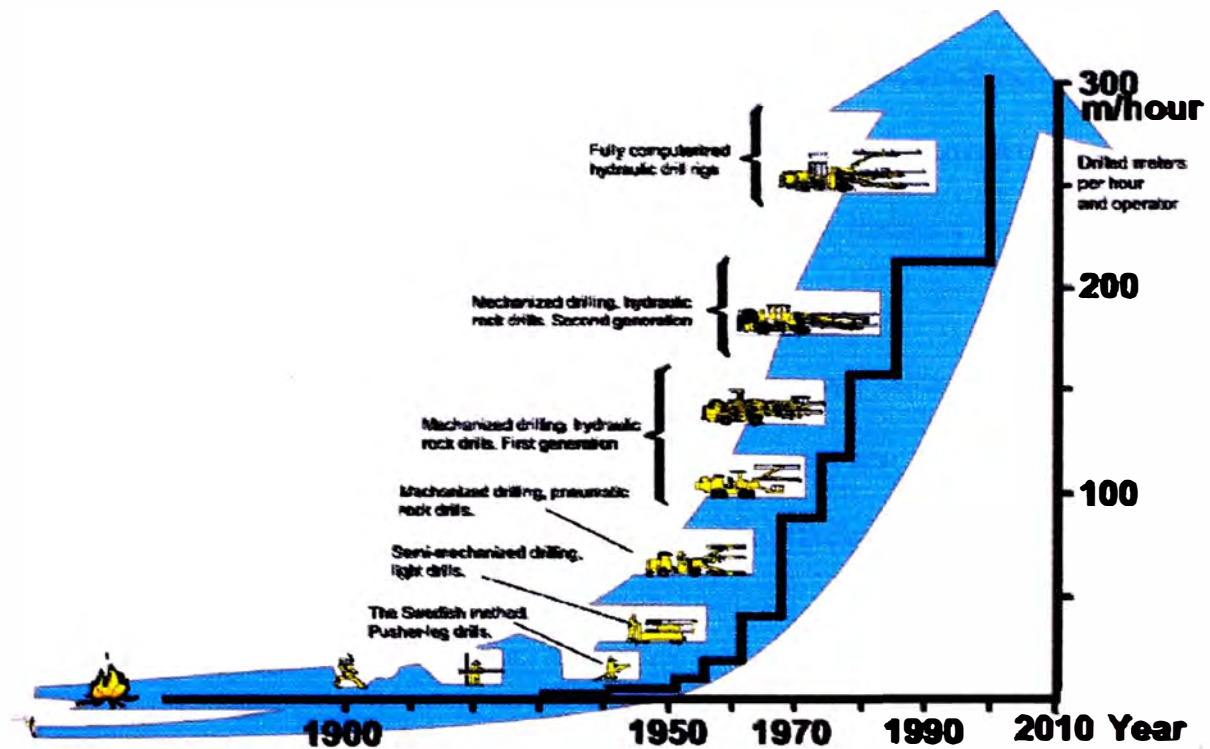 300
m/hour
Fully computerized
hydraulic drill rigs
Drilled meters
per hour
and operator
200
Mechanized drilling, hydraulic
rock drills. Second generation
Mechanized drilling, hydraulic
rock drills. First generation
Mechanized drilling, pneumatic
rock drills.
100
Semi-mechanized drilling,
light drills.
The Swedish method.
Pusher-leg drills.
1900
1950
1970
1990
2010 Year